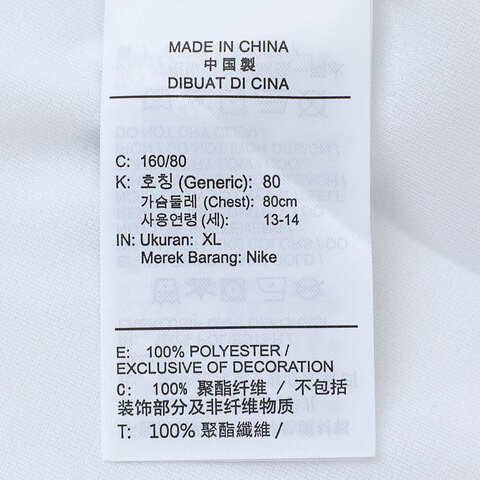 MADE IN CHINA
中国製
DIBUAT DI CINA
C: 160/80
K: 호칭 (Generic): 80
가슴둘레 (Chest): 80cm
사용연령 (세): 13-14
IN: Ukuran: XL
Merek Barang: Nike
E: 100% POLYESTER /
EXCLUSIVE OF DECORATION
C: 100% 聚酯纤维 / 不包括
装饰部分及非纤维物质
T: 100% 聚酯纖維 /